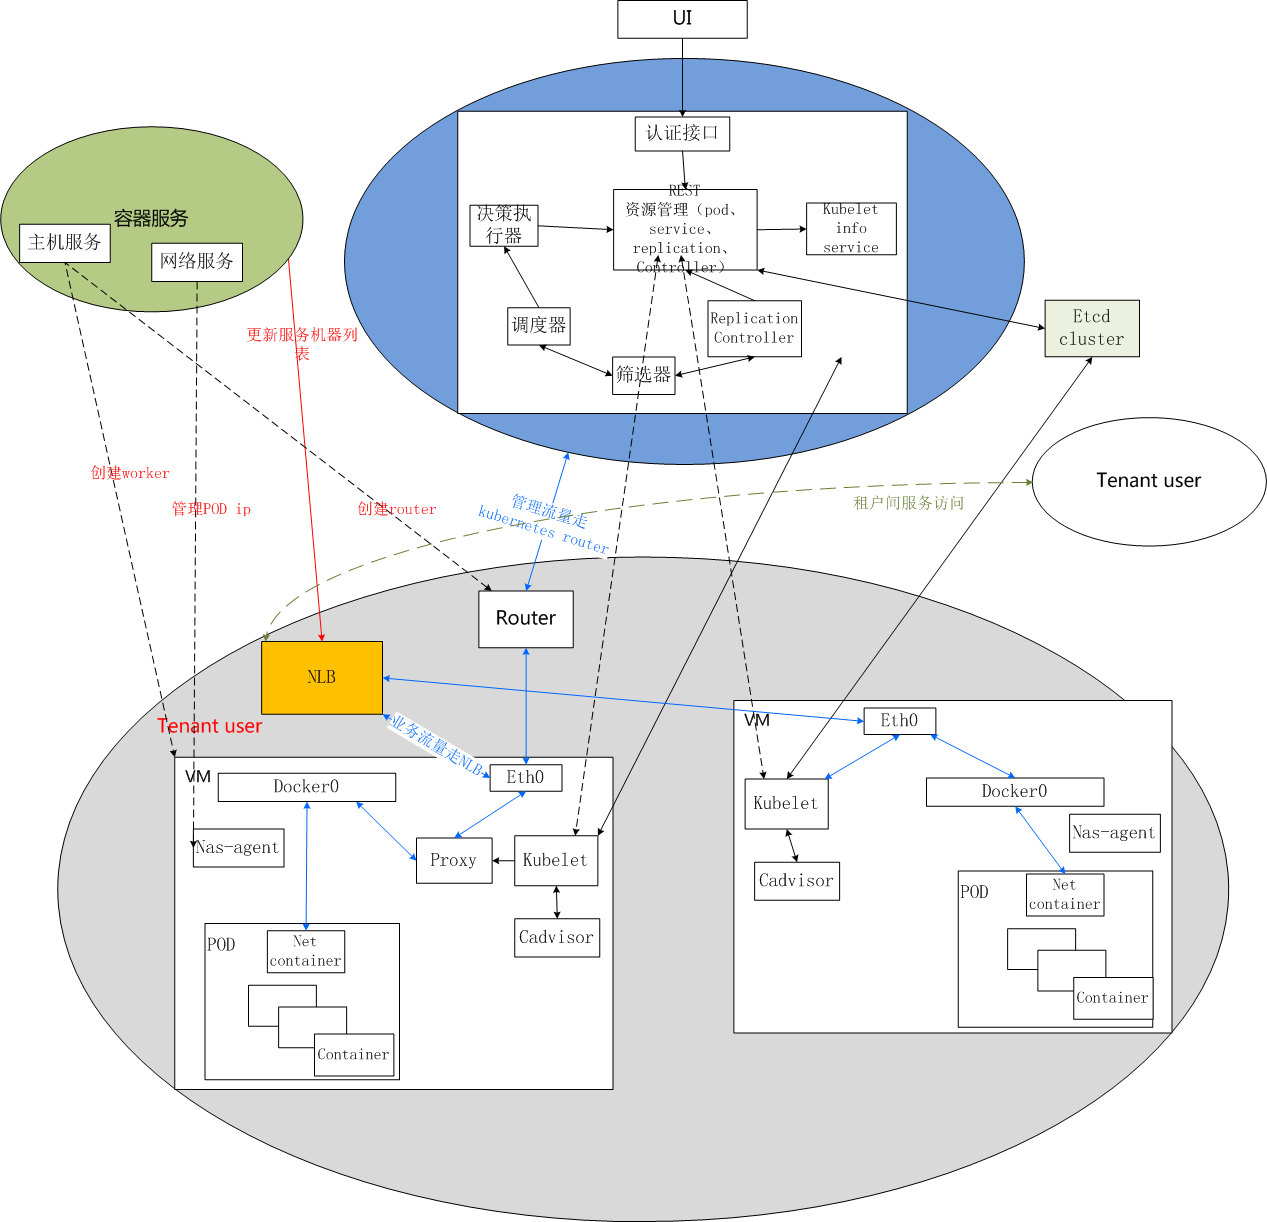 UI
认证接口
REST
资源管理（pod、
service、
replication、
Controller）
决策执
行器
Kubelet
info
service
容器服务
主机服务
网络服务
调度器
Replication
Controller
筛选器
Etcd
cluster
更新服务机器列
表
创建worker
管理POD ip
创建router
管理流量走
kubernetes router
租户间服务访问
Tenant user
Router
NLB
Tenant user
业务流量走NLB
VM
Docker0
Eth0
Nas-agent
Proxy
Kubelet
Cadvisor
POD
Net
container
Container
VM
Eth0
Kubelet
Docker0
Nas-agent
Cadvisor
POD
Net
container
Container